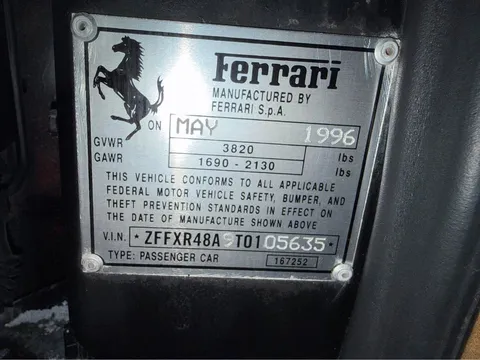 Ferrari
MANUFACTURED BY
FERRARI S.p.A.
ON MAY 1996
GVWR 3820 lbs
GAWR 1690 - 2130 lbs
THIS VEHICLE CONFORMS TO ALL APPLICABLE
FEDERAL MOTOR VEHICLE SAFETY, BUMPER, AND
THEFT PREVENTION STANDARDS IN EFFECT ON
THE DATE OF MANUFACTURE SHOWN ABOVE
V.I.N. * ZFFXR48A9T0105635 *
TYPE: PASSENGER CAR 167252